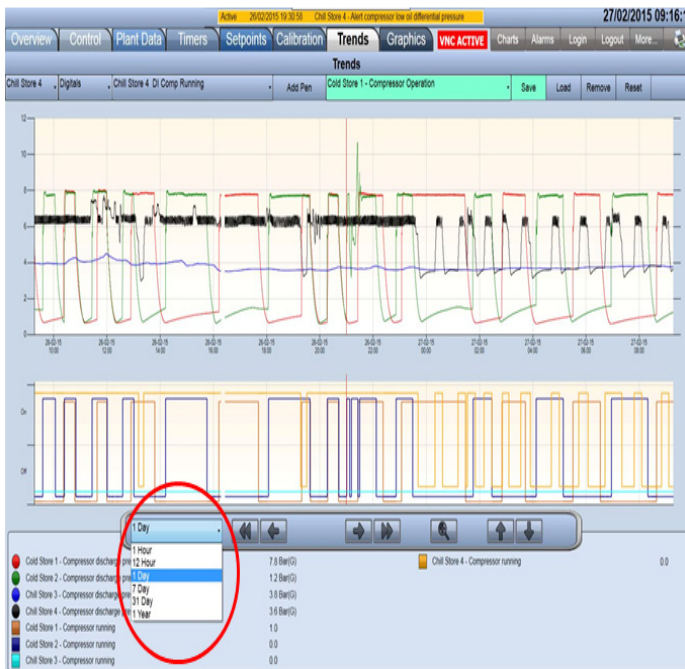 Active 26/02/2015 19:30:58 Chill Store 4 - Alert compressor low oil differential pressure
27/02/2015 09:16:
Overview Control Plant Data Timers Setpoints Calibration Trends Graphics VNC ACTIVE Charts Alarms Login Logout More...
Trends
Chill Store 4 Digitals Chill Store 4 DI Comp Running Add Pen Cold Store 1 - Compressor Operation Save Load Remove Reset
12
10
8
6
4
2
0
26-02-15 26-02-15 26-02-15 26-02-15 26-02-15 26-02-15 26-02-15 27-02-15 27-02-15 27-02-15 27-02-15 27-02-15
10:00 12:00 14:00 16:00 18:00 20:00 22:00 00:00 02:00 04:00 06:00 08:00
On
Off
1 Day
1 Hour
12 Hour
1 Day
7 Day
31 Day
1 Year
Cold Store 1 - Compressor discharge pre 7.8 Bar(G) Chill Store 4 - Compressor running 0.0
Cold Store 2 - Compressor discharge pre 1.2 Bar(G)
Chill Store 3 - Compressor discharge pre 3.8 Bar(G)
Chill Store 4 - Compressor discharge pre 3.6 Bar(G)
Cold Store 1 - Compressor running 1.0
Cold Store 2 - Compressor running 0.0
Chill Store 3 - Compressor running 0.0